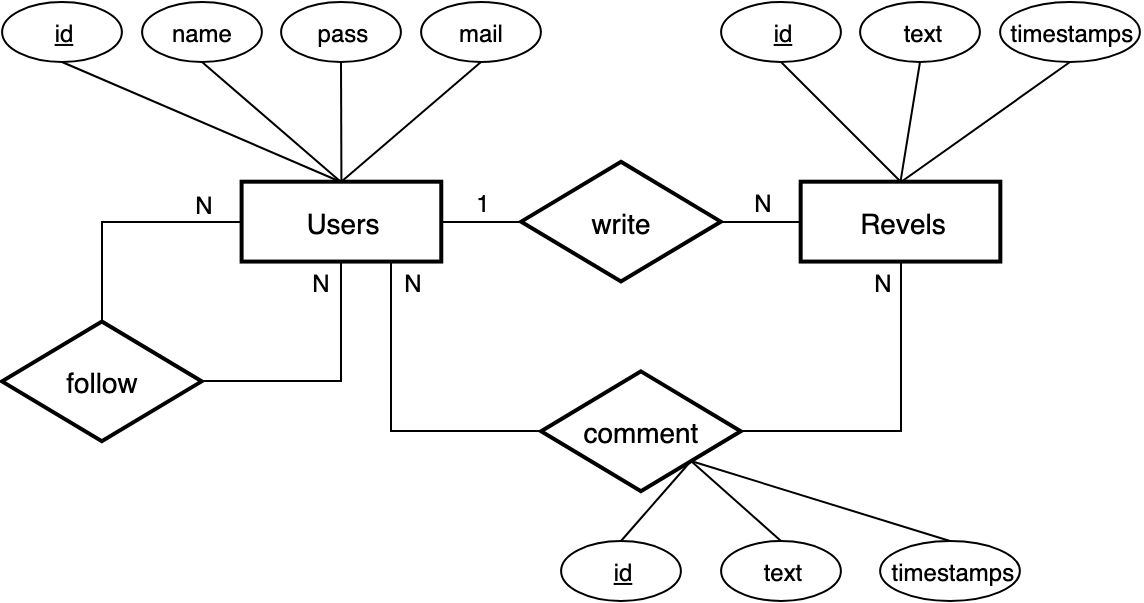 id
name
pass
mail
id
text
timestamps
N
Users
1
write
N
Revels
N
N
N
follow
comment
id
text
timestamps